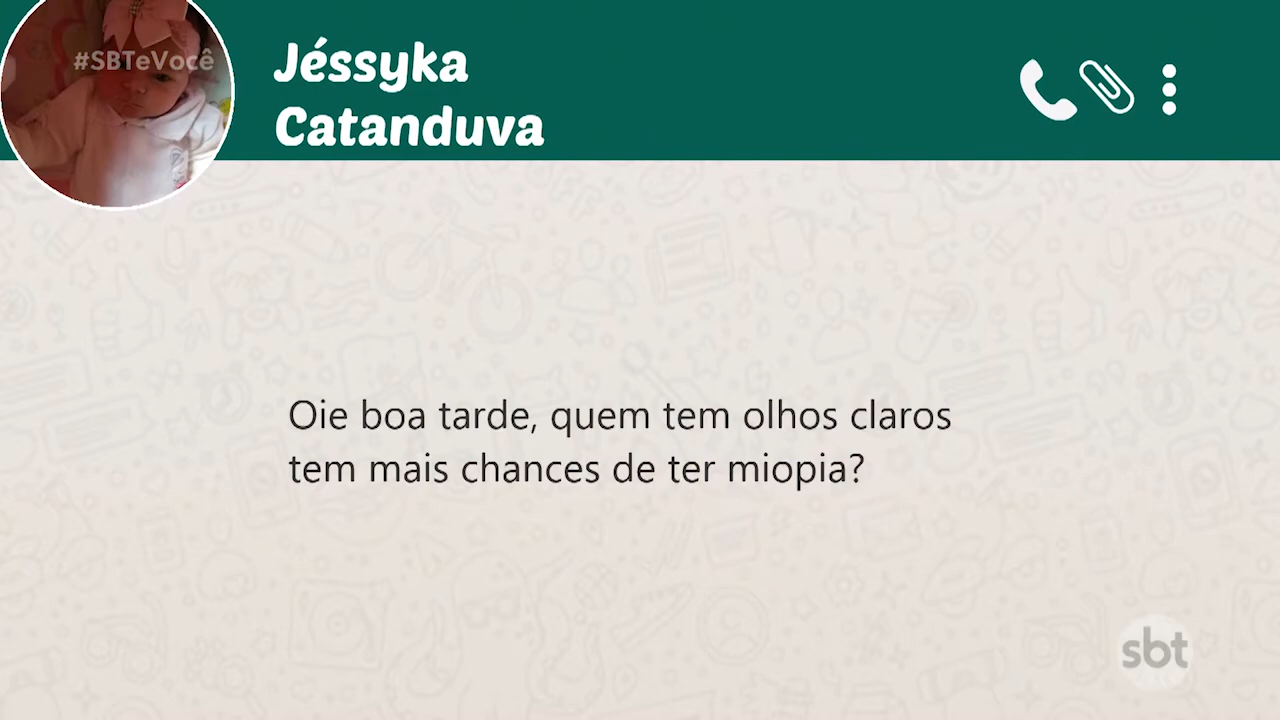 #SBTeVocê
Jéssyka
Catanduva
Oie boa tarde, quem tem olhos claros
tem mais chances de ter miopia?
sbt